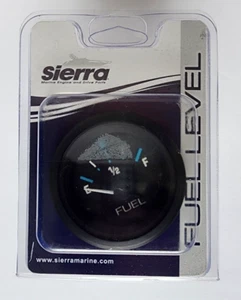 Sierra
Marine Engine and Drive Parts
FUEL LEVEL
E
1/2
F
FUEL
www.sierramarine.com